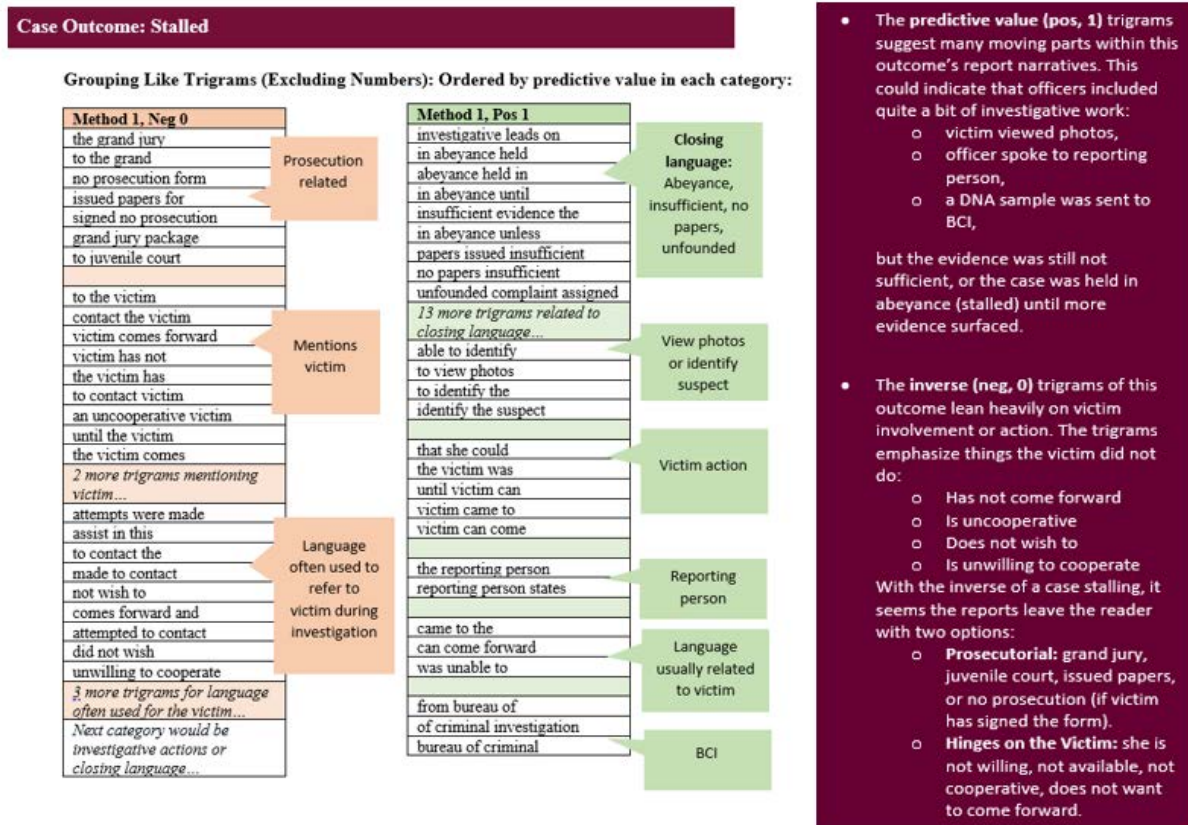 Case Outcome: Stalled
Grouping Like Trigrams (Excluding Numbers): Ordered by predictive value in each category:
Method 1, Neg 0
the grand jury
to the grand
no prosecution form
issued papers for
signed no prosecution
grand jury package
to juvenile court
to the victim
contact the victim
victim comes forward
victim has not
the victim has
to contact victim
an uncooperative victim
until the victim
the victim comes
2 more trigrams mentioning
victim…
attempts were made
assist in this
to contact the
made to contact
not wish to
comes forward and
attempted to contact
did not wish
unwilling to cooperate
3 more trigrams for language
often used for the victim…
Next category would be
investigative actions or
closing language…
Prosecution
related
Mentions
victim
Language
often used to
refer to
victim during
investigation
Method 1, Pos 1
investigative leads on
in abeyance held
abeyance held in
in abeyance until
insufficient evidence the
in abeyance unless
papers issued insufficient
no papers insufficient
unfounded complaint assigned
13 more trigrams related to
closing language…
able to identify
to view photos
to identify the
identify the suspect
that she could
the victim was
until victim can
victim came to
victim can come
the reporting person
reporting person states
came to the
can come forward
was unable to
from bureau of
of criminal investigation
bureau of criminal
Closing
language:
Abeyance,
insufficient, no
papers,
unfounded
View photos
or identify
suspect
Victim action
Reporting
person
Language
usually related
to victim
BCI
• The predictive value (pos, 1) trigrams
suggest many moving parts within this
outcome's report narratives. This
could indicate that officers included
quite a bit of investigative work:
o victim viewed photos,
o officer spoke to reporting
person,
o a DNA sample was sent to
BCI,
but the evidence was still not
sufficient, or the case was held in
abeyance (stalled) until more
evidence surfaced.
• The inverse (neg, 0) trigrams of this
outcome lean heavily on victim
involvement or action. The trigrams
emphasize things the victim did not
do:
o Has not come forward
o Is uncooperative
o Does not wish to
o Is unwilling to cooperate
With the inverse of a case stalling, it
seems the reports leave the reader
with two options:
o Prosecutorial: grand jury,
juvenile court, issued papers,
or no prosecution (if victim
has signed the form).
o Hinges on the Victim: she is
not willing, not available, not
cooperative, does not want
to come forward.